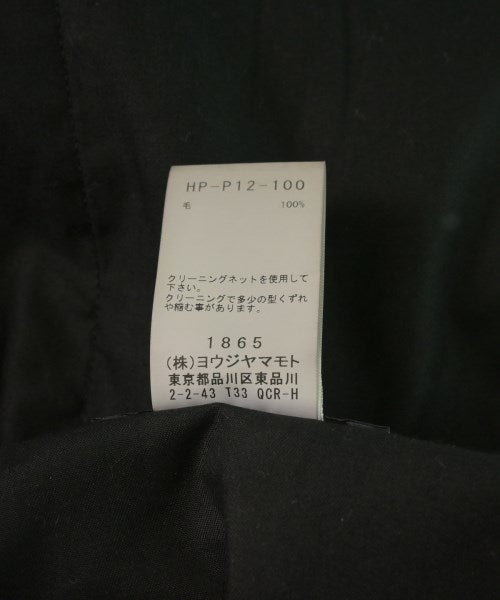 HP-P12-100
毛 100%
クリーニングネットを使用して
下さい。
クリーニングで多少の型くずれ
や縮む事があります。
1865
(株)ヨウジヤマモト
東京都品川区東品川
2-2-43 T33 QCR-H